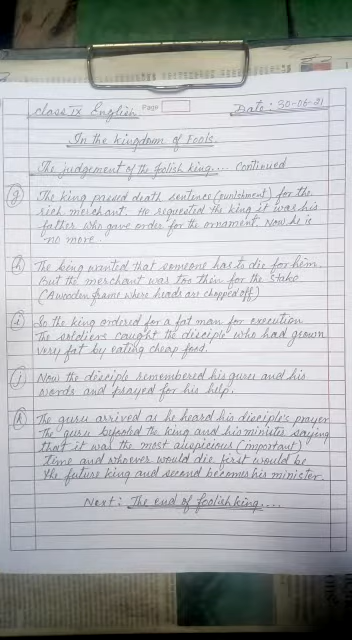 Class IX English Page Date: 30-06-21
In the kingdom of Fools.
The judgement of the foolish king.... Continued
g The king passed death sentence (punishment) for the
rich merchant. He requested the king it was his
father who gave order for the ornament. Now he is
no more.
h The king wanted that someone has to die for him.
But the merchant was too thin for the stake
(A wooden frame where heads are chopped off)
i So the king ordered for a fat man for execution
The soldiers caught the disciple who had grown
very fat by eating cheap food.
j Now the disciple remembered his guru and his
words and prayed for his help.
k The guru arrived as he heard his disciple's prayer
The guru befooled the king and his minister saying
that it was the most auspicious (important)
time and whoever would die first would be
the future king and second becomes his minister.
Next: The end of foolish king....